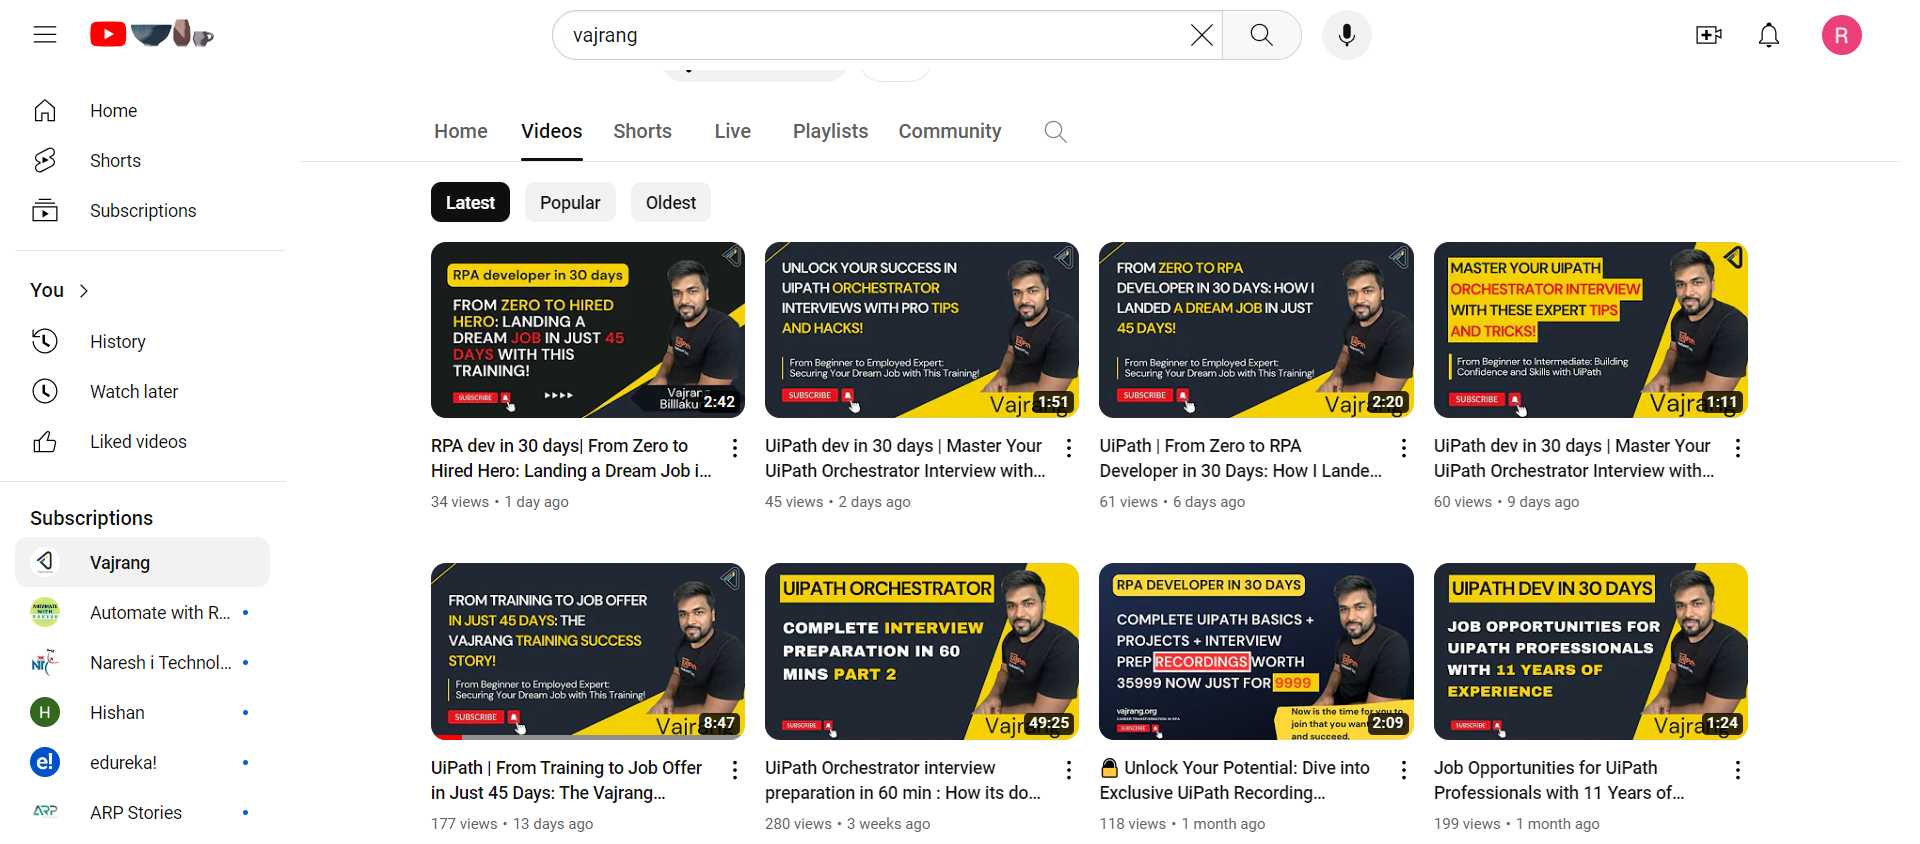 vajrang
R
Home
Shorts
Subscriptions
You
History
Watch later
Liked videos
Subscriptions
Vajrang
Automate with R...
Naresh i Technol...
H
Hishan
e!
edureka!
ARP
ARP Stories
Home
Videos
Shorts
Live
Playlists
Community
Latest
Popular
Oldest
RPA developer in 30 days
FROM ZERO TO HIRED
HERO: LANDING A
DREAM JOB IN JUST 45
DAYS WITH THIS
TRAINING!
SUBSCRIBE
Vajrang
Billlaku
2:42
RPA dev in 30 days| From Zero to
Hired Hero: Landing a Dream Job i...
34 views • 1 day ago
UNLOCK YOUR SUCCESS IN
UIPATH ORCHESTRATOR
INTERVIEWS WITH PRO TIPS
AND HACKS!
From Beginner to Employed Expert:
Securing Your Dream Job with This Training!
SUBSCRIBE
Vajrang
1:51
UiPath dev in 30 days | Master Your
UiPath Orchestrator Interview with...
45 views • 2 days ago
FROM ZERO TO RPA
DEVELOPER IN 30 DAYS: HOW I
LANDED A DREAM JOB IN JUST
45 DAYS!
From Beginner to Employed Expert:
Securing Your Dream Job with This Training!
SUBSCRIBE
Vajrang
2:20
UiPath | From Zero to RPA
Developer in 30 Days: How I Lande...
61 views • 6 days ago
MASTER YOUR UIPATH
ORCHESTRATOR INTERVIEW
WITH THESE EXPERT TIPS
AND TRICKS!
From Beginner to Intermediate: Building
Confidence and Skills with UiPath
SUBSCRIBE
Vajrang
1:11
UiPath dev in 30 days | Master Your
UiPath Orchestrator Interview with...
60 views • 9 days ago
FROM TRAINING TO JOB OFFER
IN JUST 45 DAYS: THE
VAJRANG TRAINING SUCCESS
STORY!
From Beginner to Employed Expert:
Securing Your Dream Job with This Training!
SUBSCRIBE
Vajrang
8:47
UiPath | From Training to Job Offer
in Just 45 Days: The Vajrang...
177 views • 13 days ago
UIPATH ORCHESTRATOR
COMPLETE INTERVIEW
PREPARATION IN 60
MINS PART 2
SUBSCRIBE
Vajrang
49:25
UiPath Orchestrator interview
preparation in 60 min : How its do...
280 views • 3 weeks ago
RPA DEVELOPER IN 30 DAYS
COMPLETE UIPATH BASICS +
PROJECTS + INTERVIEW
PREP RECORDINGS WORTH
35999 NOW JUST FOR 9999
vajrang.org
CAREER TRANSFORMATION IN RPA
SUBSCRIBE
Now is the time for you to
join that you want
and succeed.
2:09
Unlock Your Potential: Dive into
Exclusive UiPath Recording...
118 views • 1 month ago
UIPATH DEV IN 30 DAYS
JOB OPPORTUNITIES FOR
UIPATH PROFESSIONALS
WITH 11 YEARS OF
EXPERIENCE
SUBSCRIBE
Vajrang
1:24
Job Opportunities for UiPath
Professionals with 11 Years of...
199 views • 1 month ago